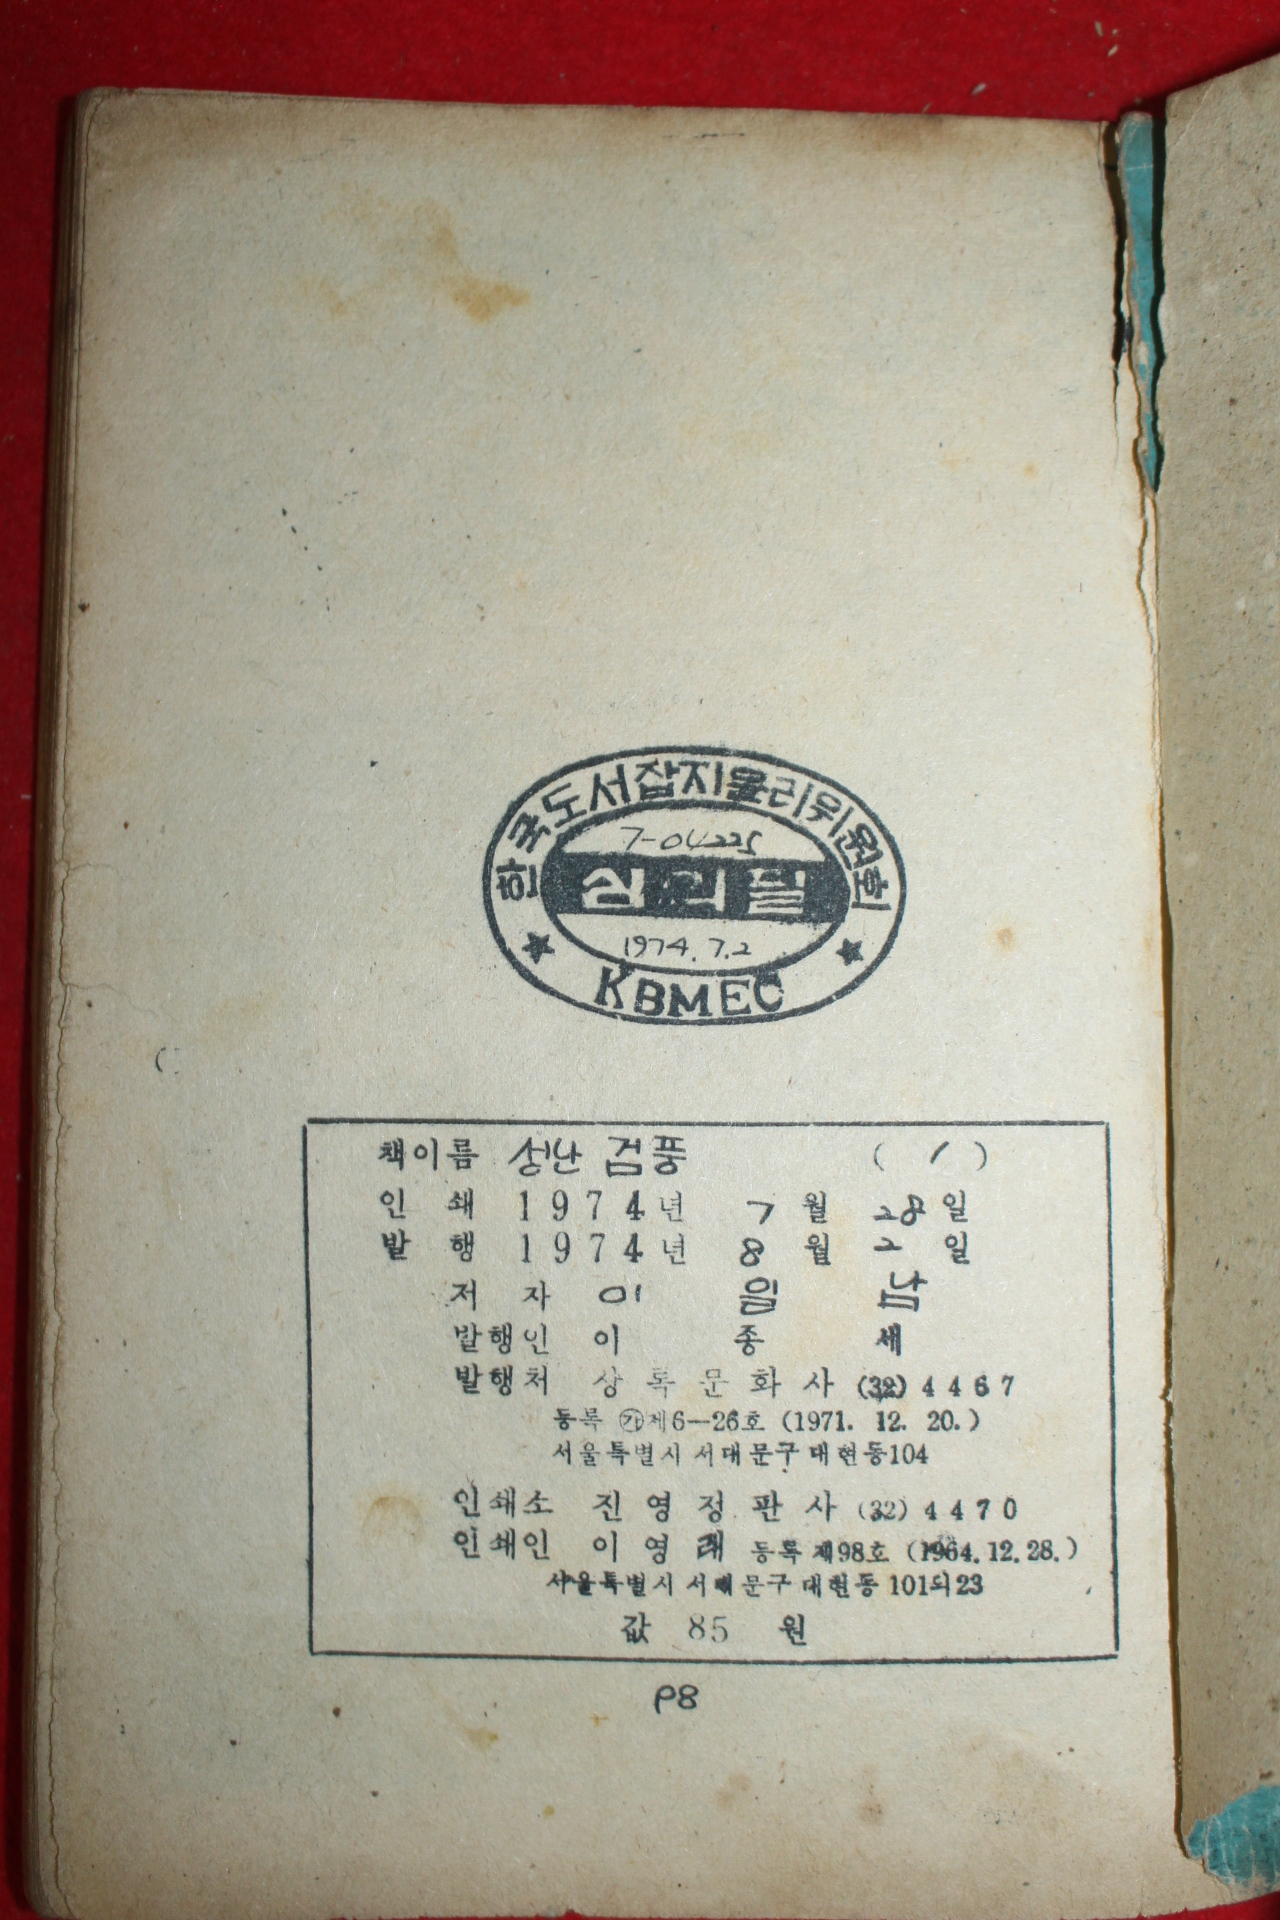 한국도서잡지윤리위원회
7-04225
심의필
1974.7.2
★ KBMEC ★
책이름 성난 검풍 ( 1 )
인 쇄 1974년 7월 28일
발 행 1974년 8월 2일
저 자 이 임 남
발행인 이 종 세
발행처 상록문화사 (32) 4467
등록 ㉮제6-26호 (1971. 12. 20.)
서울특별시 서대문구 대현동104
인쇄소 진영정판사 (32) 4470
인쇄인 이영래 등록 제98호 (1964.12.28.)
서울특별시 서대문구 대현동 101의23
값 85 원
P8